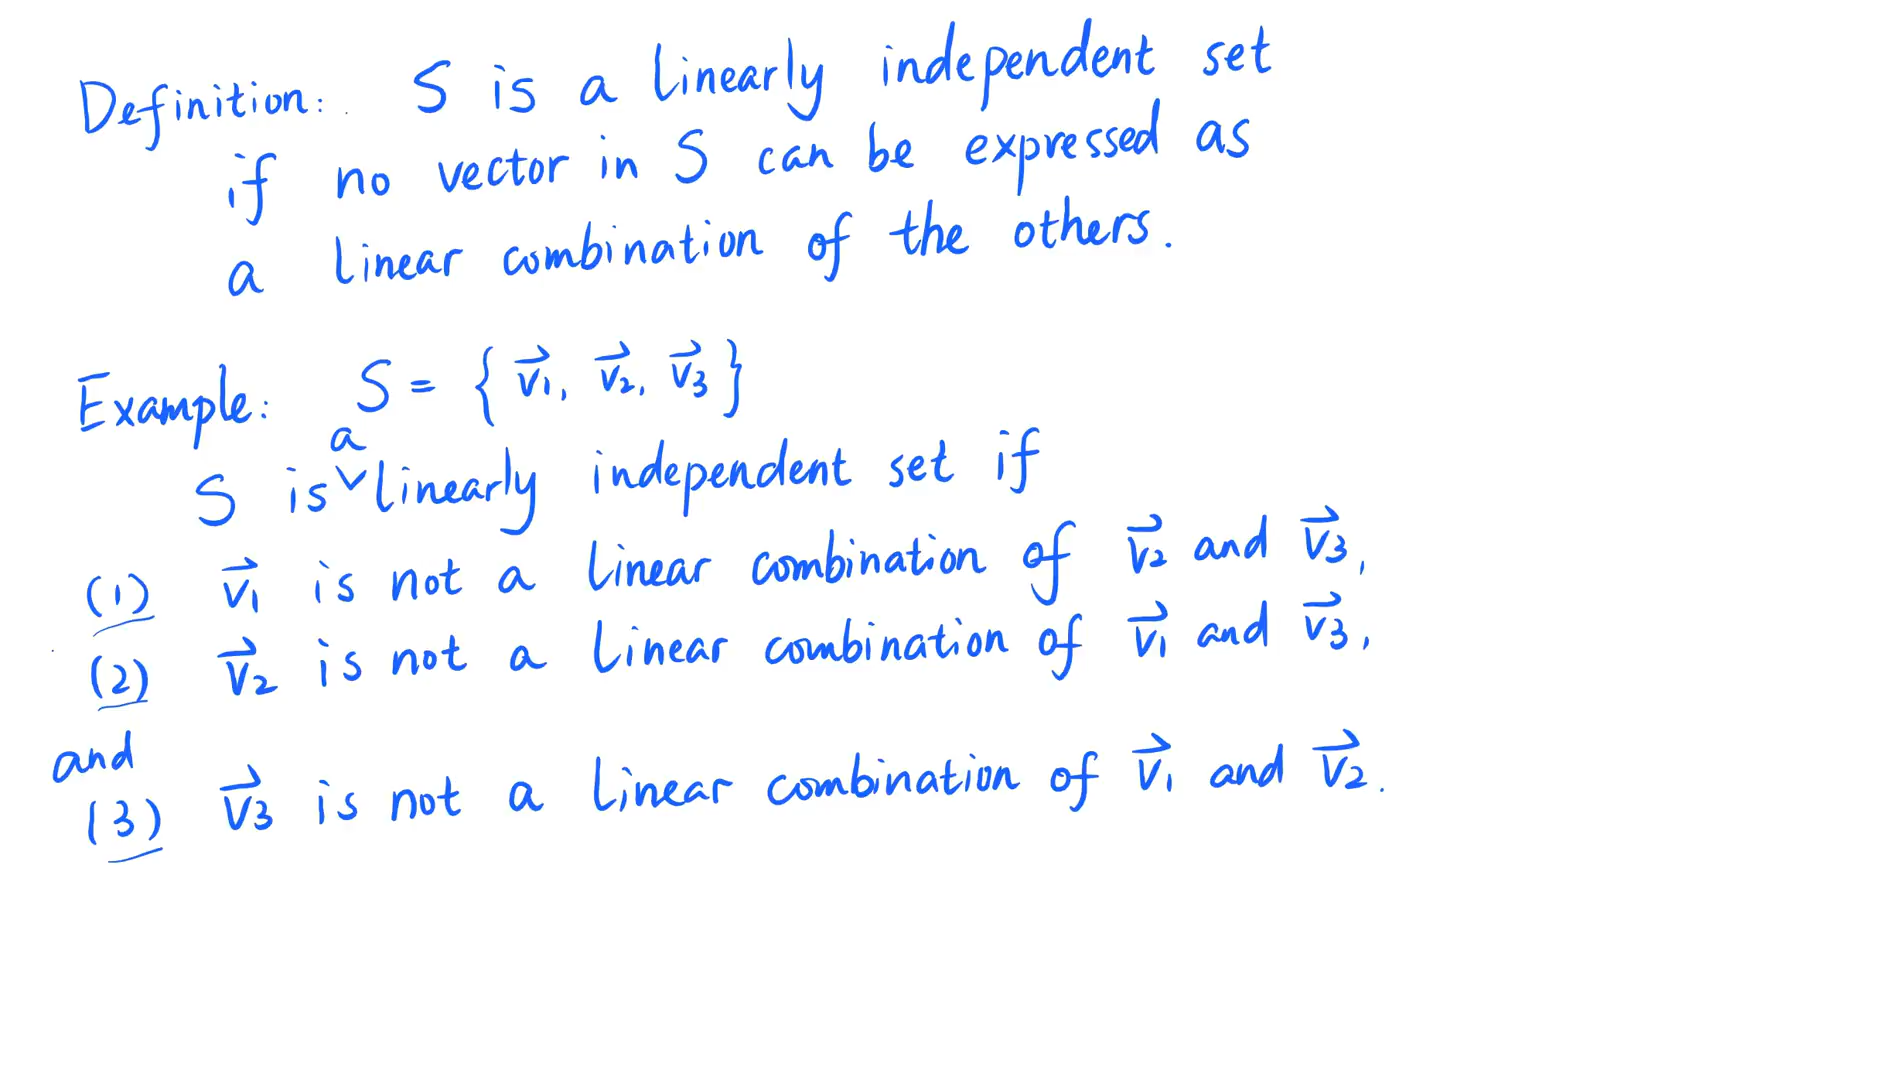 Definition: S is a linearly independent set
if no vector in S can be expressed as
a linear combination of the others.
Example: S = { v⃗1, v⃗2, v⃗3 }
S is a linearly independent set if
(1) v⃗1 is not a linear combination of v⃗2 and v⃗3,
(2) v⃗2 is not a linear combination of v⃗1 and v⃗3,
and
(3) v⃗3 is not a linear combination of v⃗1 and v⃗2.